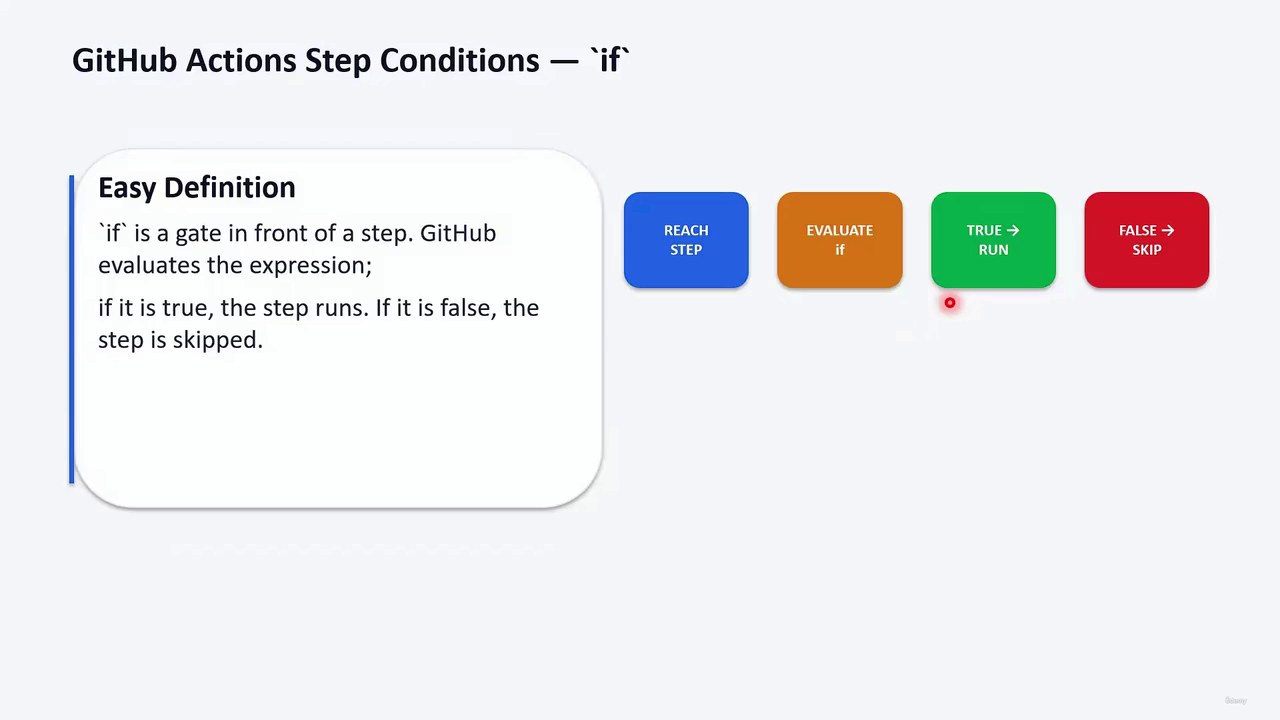 GitHub Actions Step Conditions — `if`
Easy Definition
`if` is a gate in front of a step. GitHub
evaluates the expression;
if it is true, the step runs. If it is false, the
step is skipped.
REACH
STEP
EVALUATE
if
TRUE →
RUN
FALSE →
SKIP